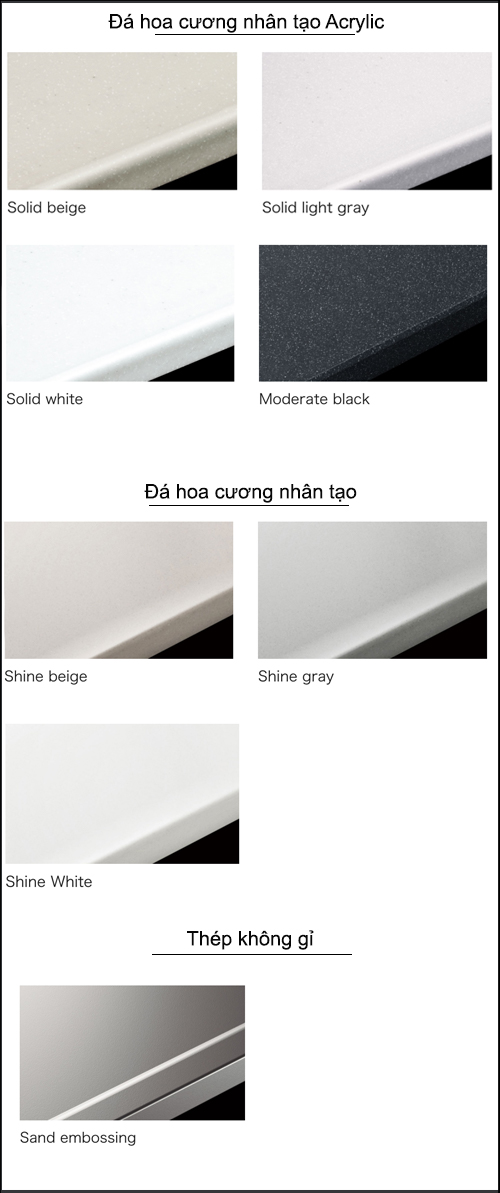 Đá hoa cương nhân tạo Acrylic
Solid beige
Solid light gray
Solid white
Moderate black
Đá hoa cương nhân tạo
Shine beige
Shine gray
Shine White
Thép không gỉ
Sand embossing